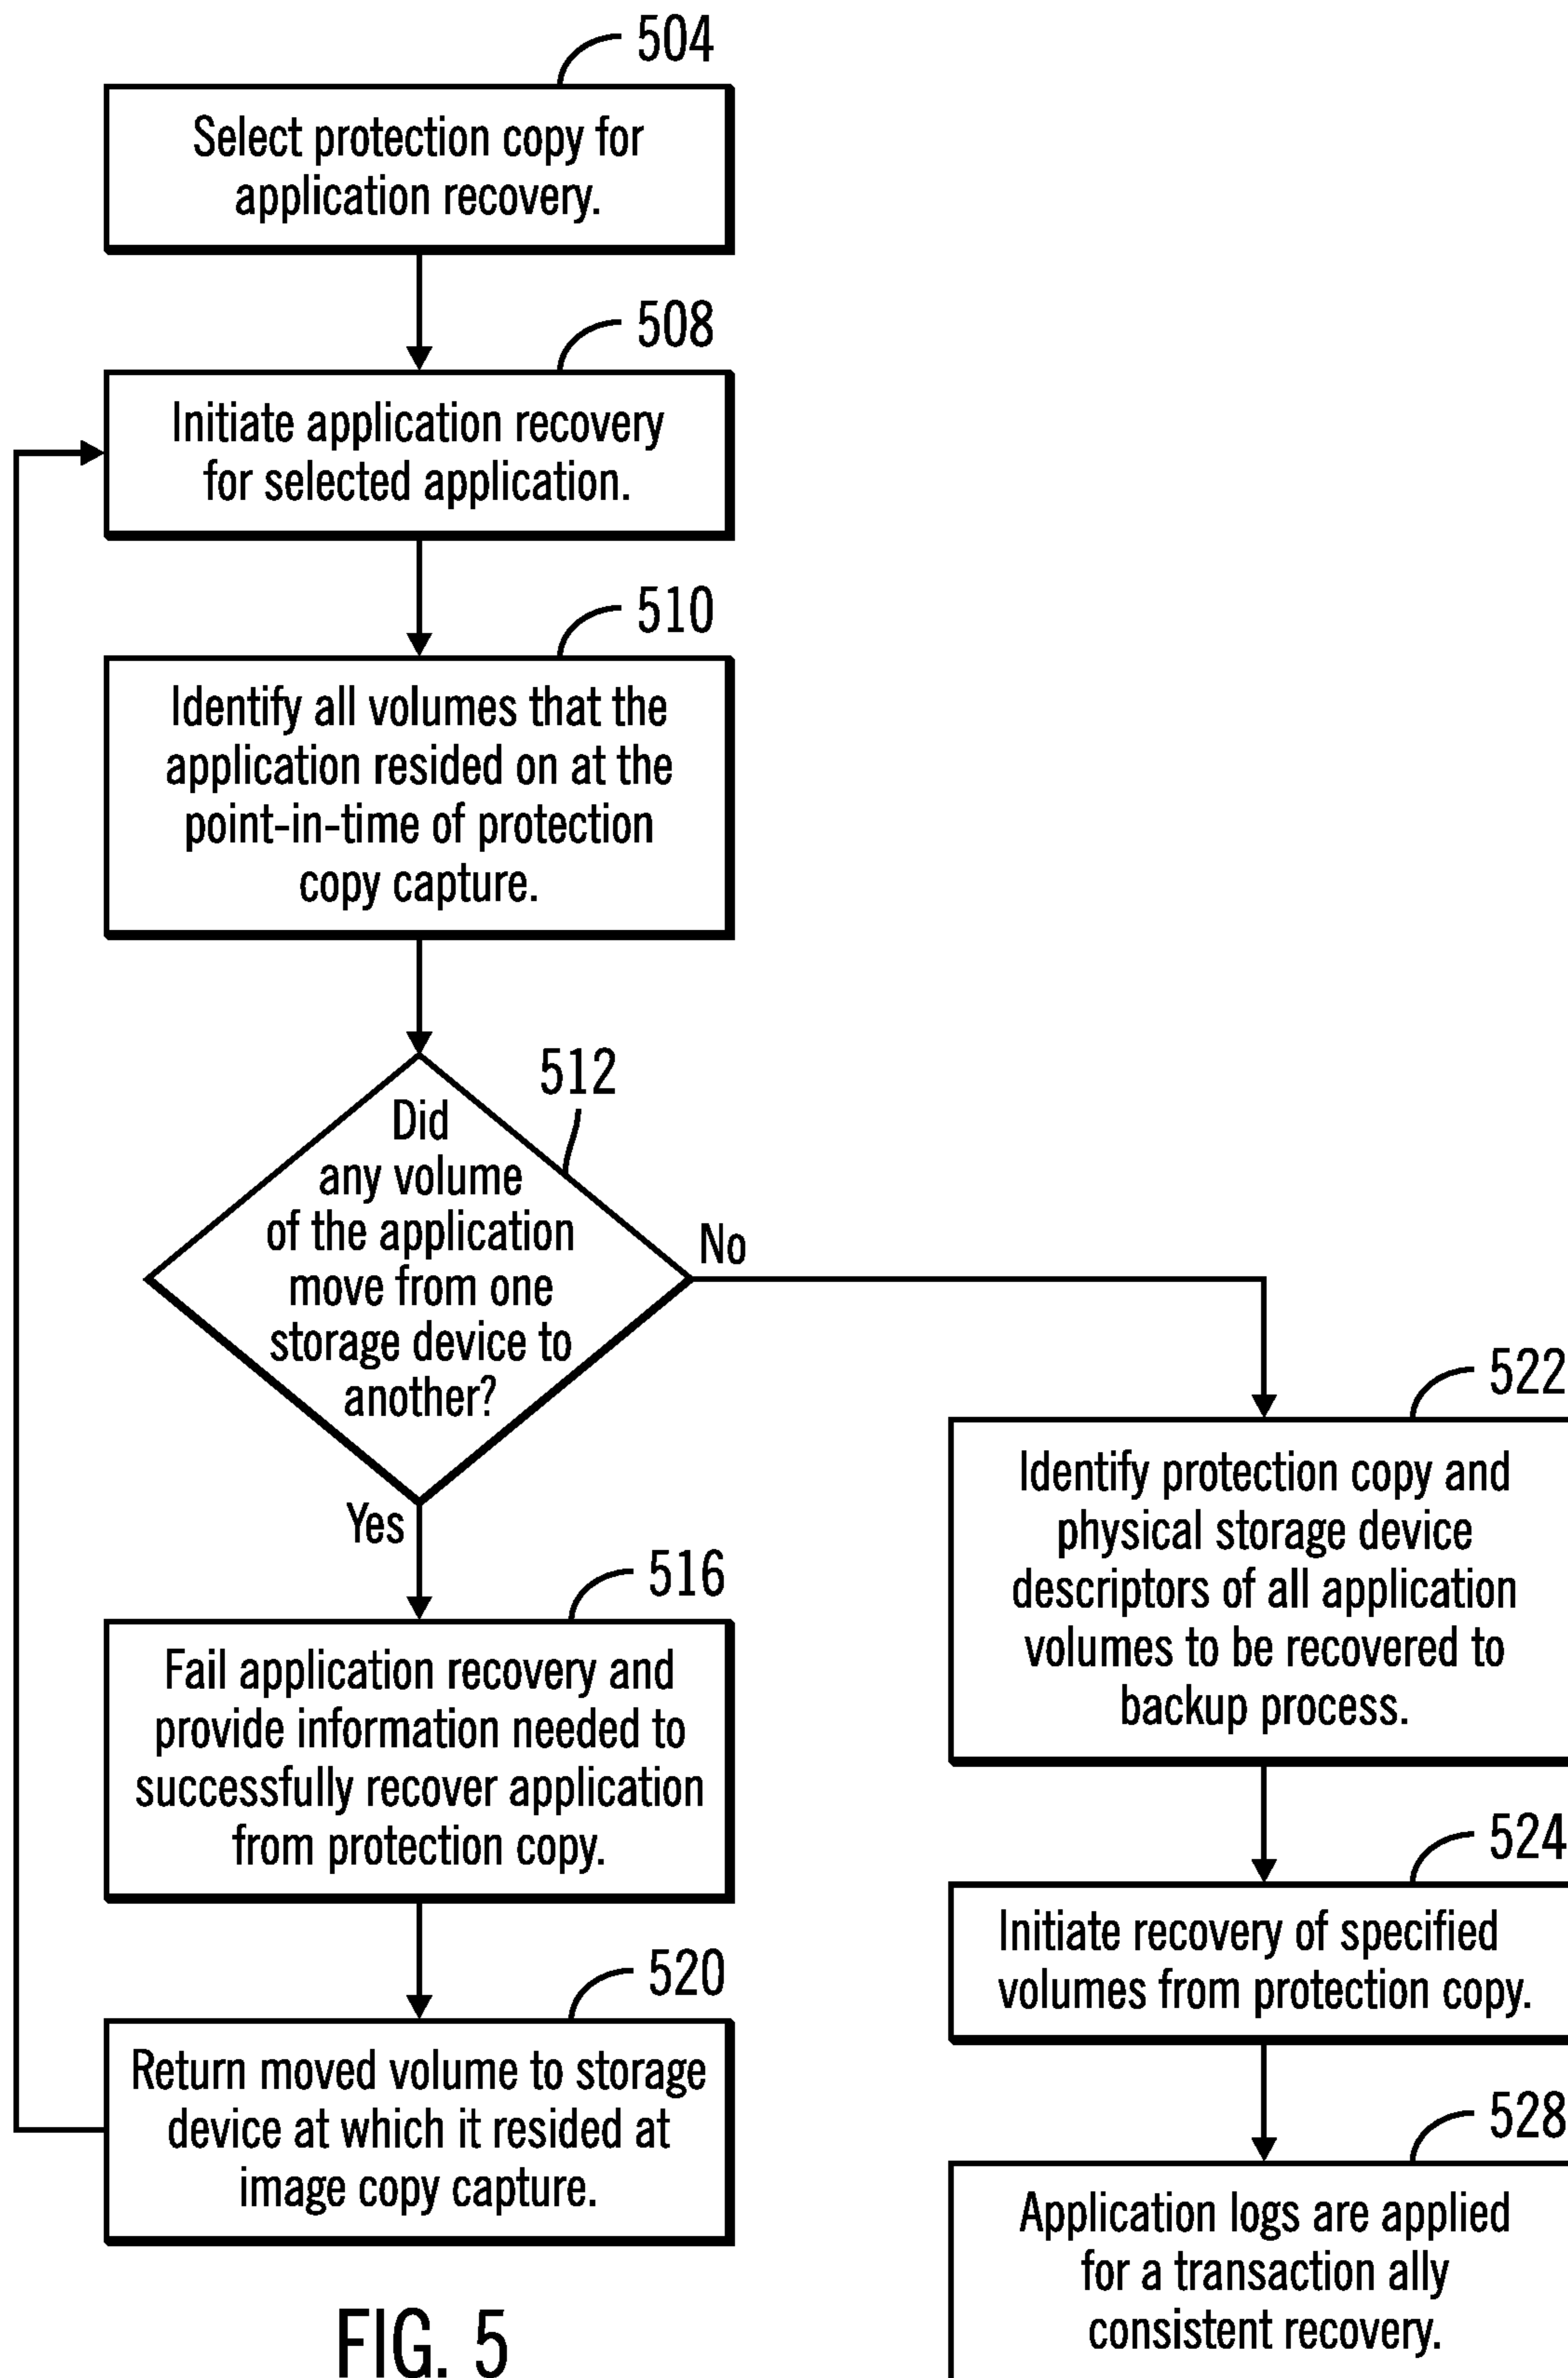 504
Select protection copy for
application recovery.
508
Initiate application recovery
for selected application.
510
Identify all volumes that the
application resided on at the
point-in-time of protection
copy capture.
512
Did
any volume
of the application
move from one
storage device to
another?
No
Yes
516
Fail application recovery and
provide information needed to
successfully recover application
from protection copy.
520
Return moved volume to storage
device at which it resided at
image copy capture.
522
Identify protection copy and
physical storage device
descriptors of all application
volumes to be recovered to
backup process.
524
Initiate recovery of specified
volumes from protection copy.
528
Application logs are applied
for a transaction ally
consistent recovery.
FIG. 5